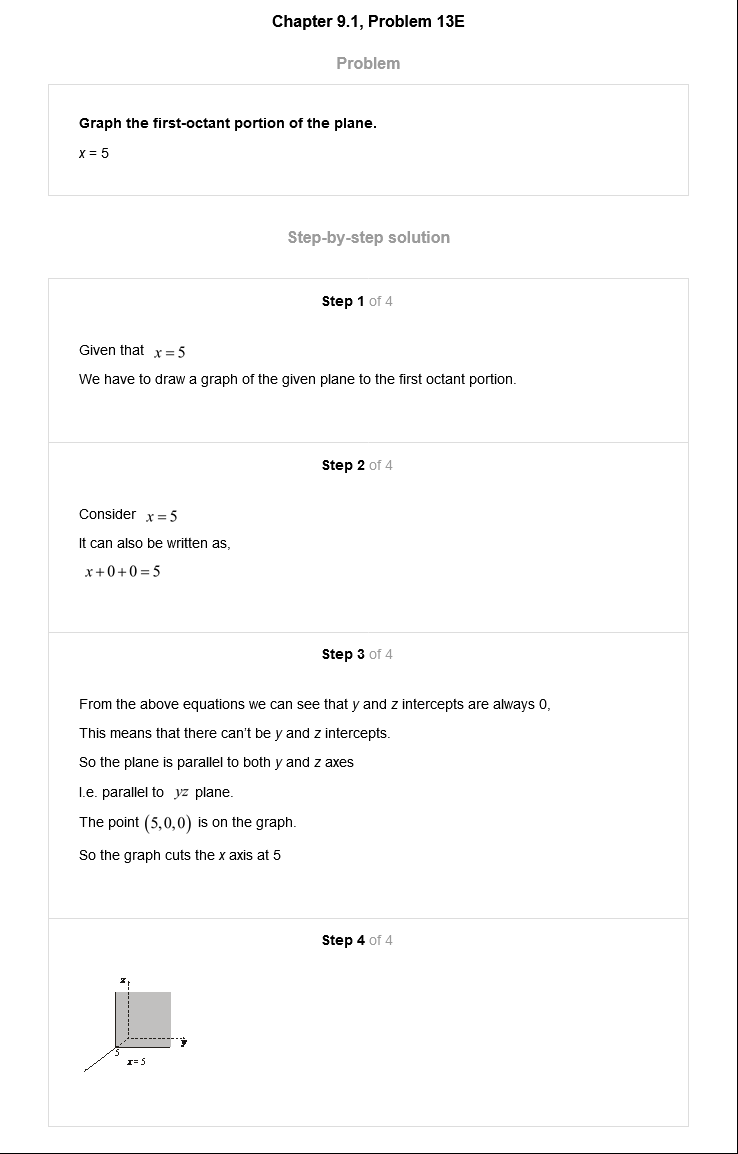 Chapter 9.1, Problem 13E
Problem
Graph the first-octant portion of the plane.
x = 5
Step-by-step solution
Step 1 of 4
Given that x = 5
We have to draw a graph of the given plane to the first octant portion.
Step 2 of 4
Consider x = 5
It can also be written as,
x+0+0=5
Step 3 of 4
From the above equations we can see that y and z intercepts are always 0,
This means that there can't be y and z intercepts.
So the plane is parallel to both y and z axes
I.e. parallel to yz plane.
The point (5,0,0) is on the graph.
So the graph cuts the x axis at 5
Step 4 of 4
z
y
5
x= 5